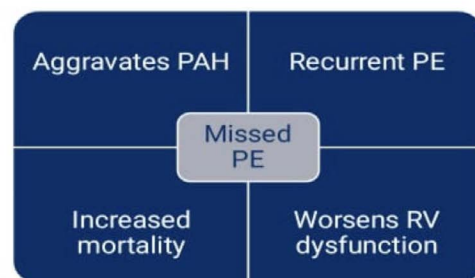 Aggravates PAH
Recurrent PE
Missed
PE
Increased
mortality
Worsens RV
dysfunction